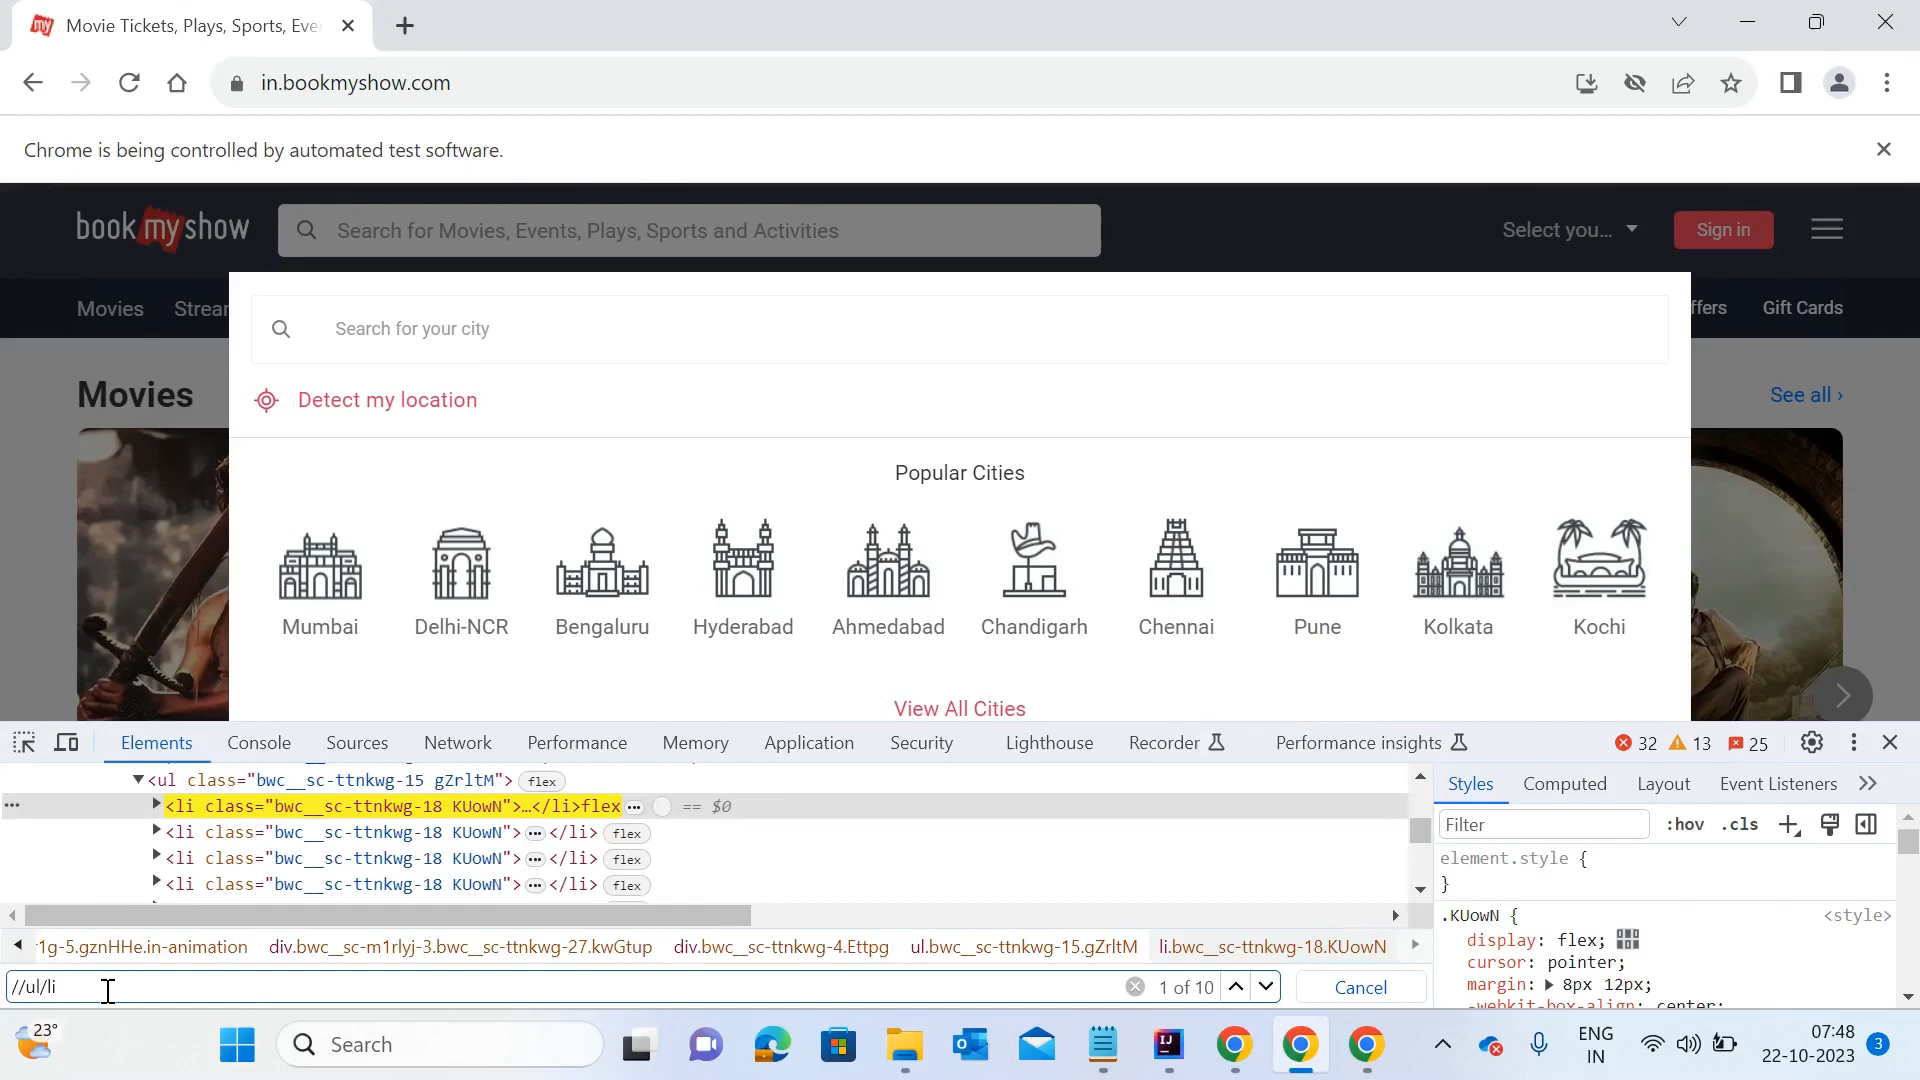 Movie Tickets, Plays, Sports, Eve
in.bookmyshow.com
Chrome is being controlled by automated test software.
book my show
Search for Movies, Events, Plays, Sports and Activities
Select you...
Sign in
Movies
Strear
ffers
Gift Cards
Search for your city
Detect my location
Movies
See all ›
Popular Cities
Mumbai
Delhi-NCR
Bengaluru
Hyderabad
Ahmedabad
Chandigarh
Chennai
Pune
Kolkata
Kochi
View All Cities
Elements
Console
Sources
Network
Performance
Memory
Application
Security
Lighthouse
Recorder
Performance insights
32
13
25
<ul class="bwc__sc-ttnkwg-15 gZrltM"> flex
<li class="bwc__sc-ttnkwg-18 KUowN">…</li>flex == $0
<li class="bwc__sc-ttnkwg-18 KUowN"> … </li> flex
<li class="bwc__sc-ttnkwg-18 KUowN"> … </li> flex
<li class="bwc__sc-ttnkwg-18 KUowN"> … </li> flex
Styles
Computed
Layout
Event Listeners
Filter
:hov .cls
element.style {
}
.KUowN {
<style>
display: flex;
cursor: pointer;
margin: 8px 12px;
-webkit-box-align: center;
r1g-5.gznHHe.in-animation
div.bwc__sc-m1rlyj-3.bwc__sc-ttnkwg-27.kwGtup
div.bwc__sc-ttnkwg-4.Ettpg
ul.bwc__sc-ttnkwg-15.gZrltM
li.bwc__sc-ttnkwg-18.KUowN
//ul/li
1 of 10
Cancel
23°
Search
ENG
IN
07:48
22-10-2023
3